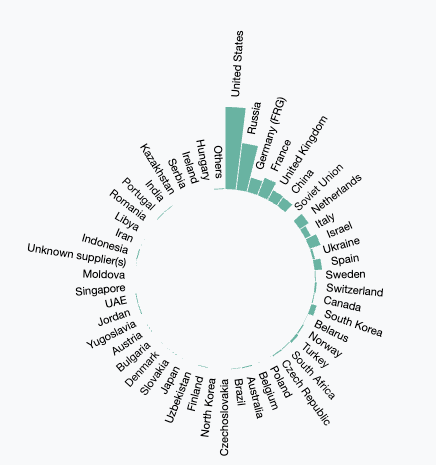 United States
Russia
Germany (FRG)
France
United Kingdom
China
Soviet Union
Netherlands
Italy
Israel
Ukraine
Spain
Sweden
Switzerland
Canada
South Korea
Belarus
Norway
Turkey
South Africa
Czech Republic
Poland
Belgium
Australia
Brazil
Czechoslovakia
North Korea
Finland
Uzbekistan
Japan
Slovakia
Denmark
Bulgaria
Austria
Yugoslavia
Jordan
UAE
Singapore
Moldova
Unknown supplier(s)
Indonesia
Iran
Libya
Romania
Portugal
India
Kazakhstan
Serbia
Ireland
Hungary
Others